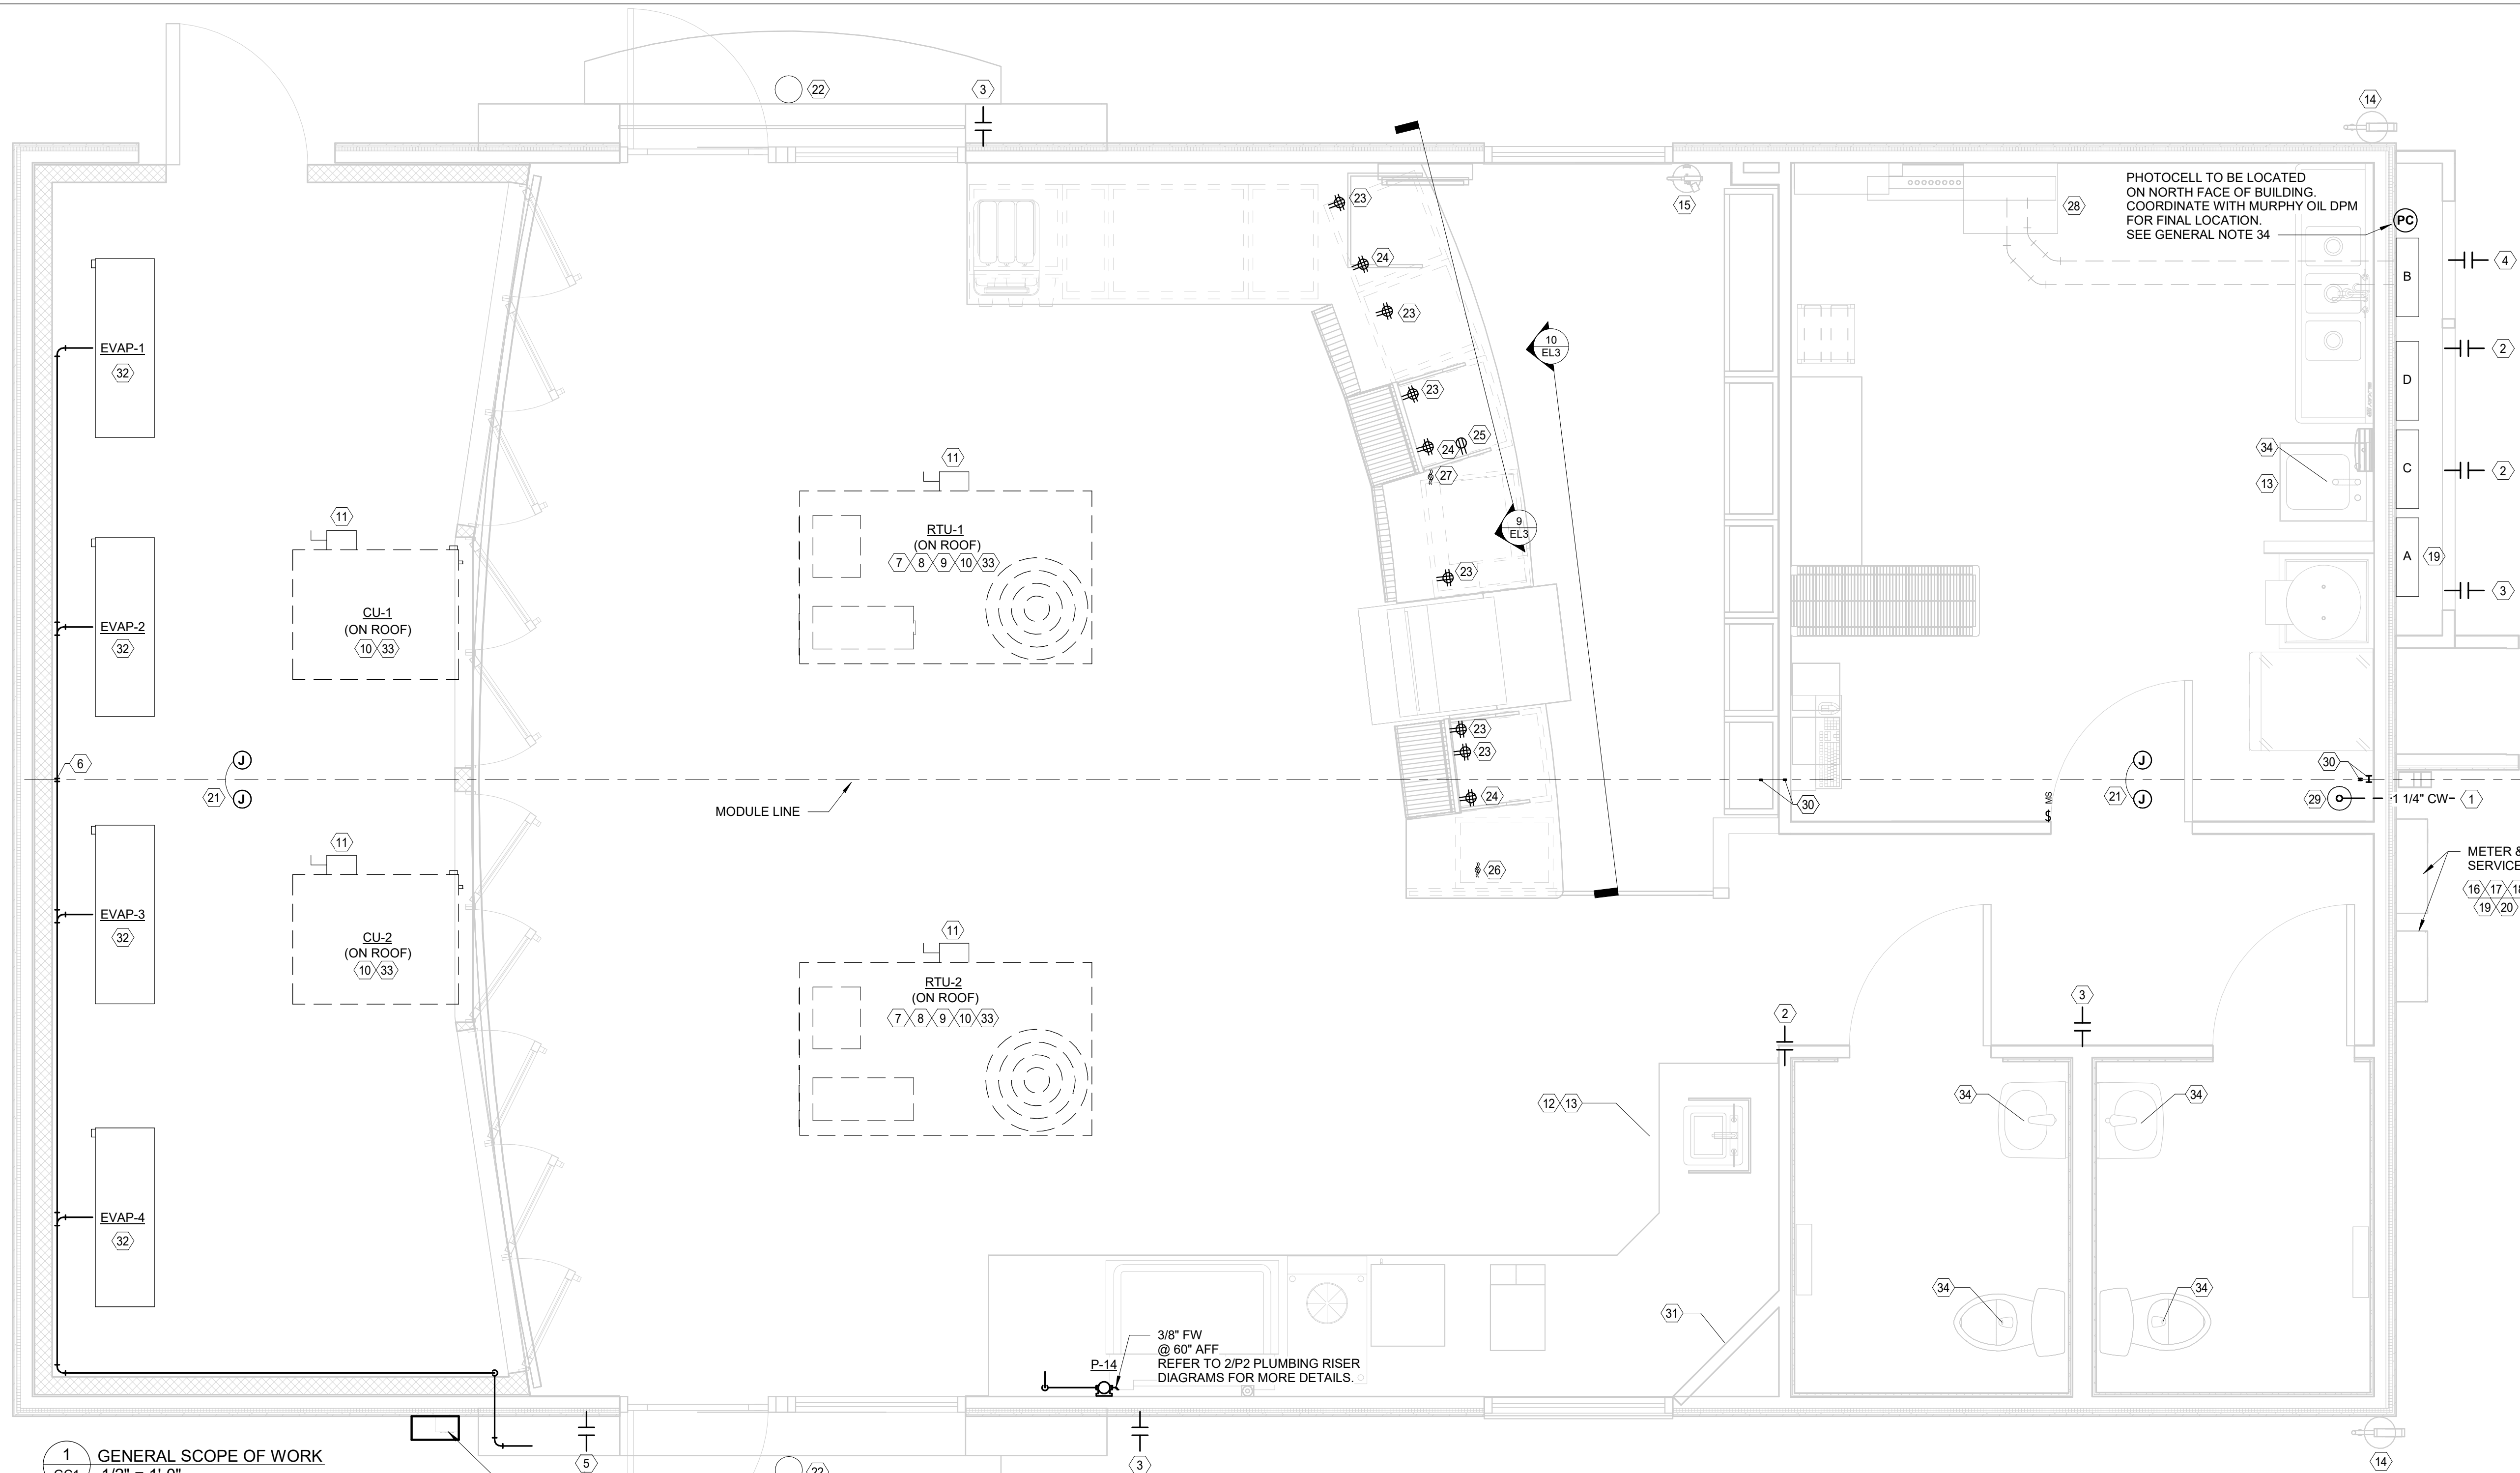 22
3
14
PHOTOCELL TO BE LOCATED
ON NORTH FACE OF BUILDING.
COORDINATE WITH MURPHY OIL DPM
FOR FINAL LOCATION.
SEE GENERAL NOTE 34
PC
23
15
28
24
B
4
23
10
EL3
EVAP-1
32
2
D
23
24
25
34
27
13
C
2
11
11
RTU-1
(ON ROOF)
7 8 9 10 33
9
EL3
23
A
19
3
CU-1
(ON ROOF)
10 33
EVAP-2
32
23
23
6
J
J
21
MODULE LINE
24
30
J
J
21
MS
$
30
29
1 1/4" CW
1
11
METER &
SERVICE
16 17 18
19 20
26
EVAP-3
32
CU-2
(ON ROOF)
10 33
11
RTU-2
(ON ROOF)
7 8 9 10 33
2
3
12 13
34
34
EVAP-4
32
34
34
31
3/8" FW
@ 60" AFF
REFER TO 2/P2 PLUMBING RISER
DIAGRAMS FOR MORE DETAILS.
P-14
1
GENERAL SCOPE OF WORK
1/2" = 1'-0"
5
22
3
14